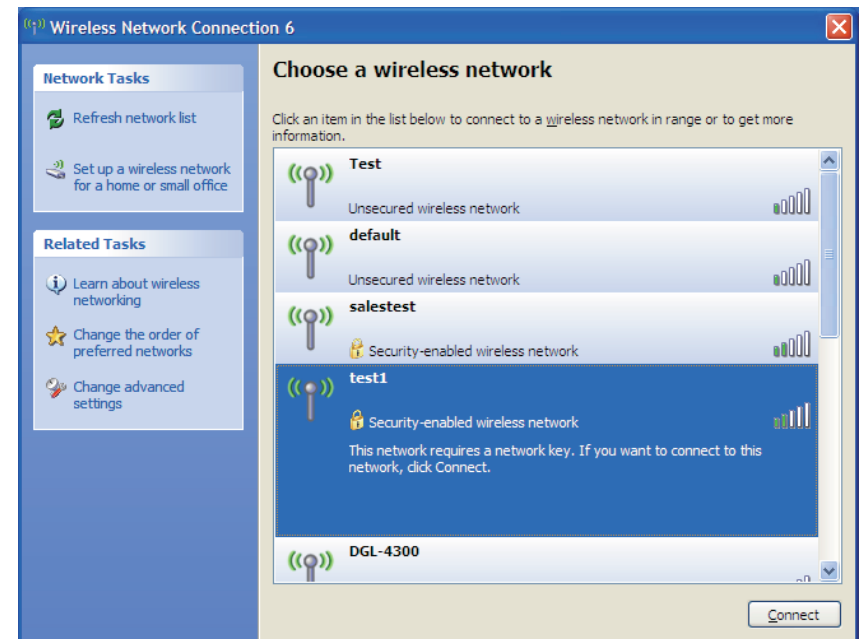 Wireless Network Connection 6
Network Tasks
Refresh network list
Set up a wireless network
for a home or small office
Related Tasks
Learn about wireless
networking
Change the order of
preferred networks
Change advanced
settings
Choose a wireless network
Click an item in the list below to connect to a wireless network in range or to get more
information.
Test
Unsecured wireless network
default
Unsecured wireless network
salestest
Security-enabled wireless network
test1
Security-enabled wireless network
This network requires a network key. If you want to connect to this
network, click Connect.
DGL-4300
Connect